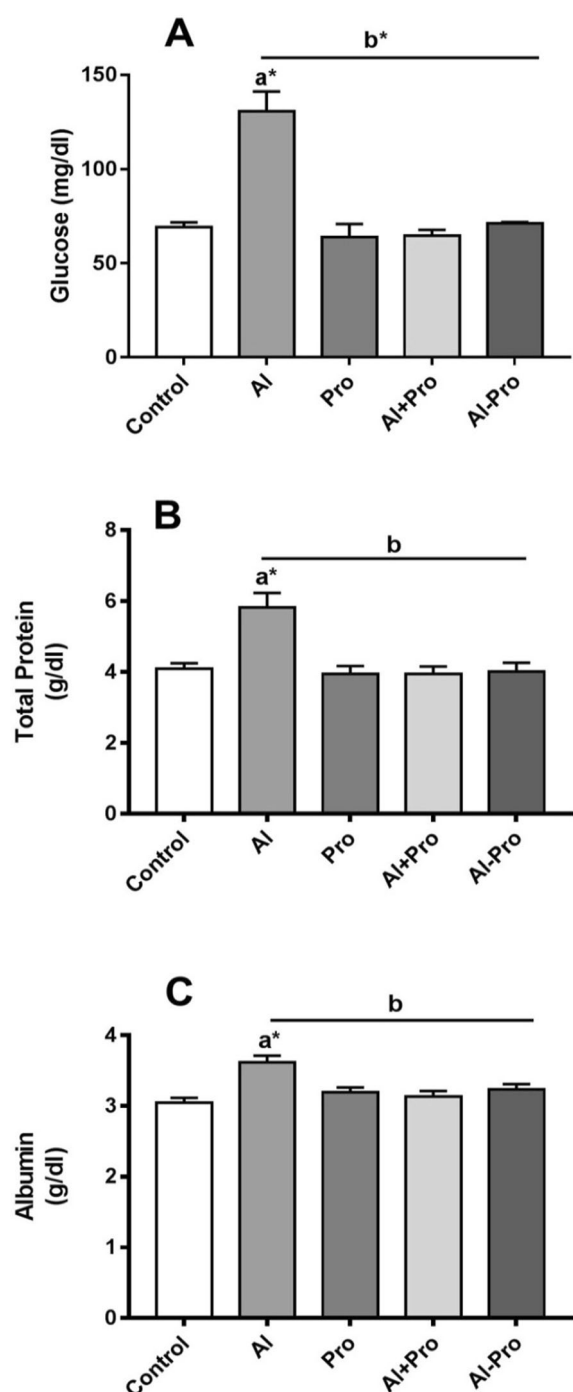 A
b*
a*
150
100
50
0
Glucose (mg/dl)
Control
Al
Pro
Al+Pro
Al-Pro
B
b
a*
8
6
4
2
0
Total Protein
(g/dl)
Control
Al
Pro
Al+Pro
Al-Pro
C
b
a*
4
3
2
1
0
Albumin
(g/dl)
Control
Al
Pro
Al+Pro
Al-Pro